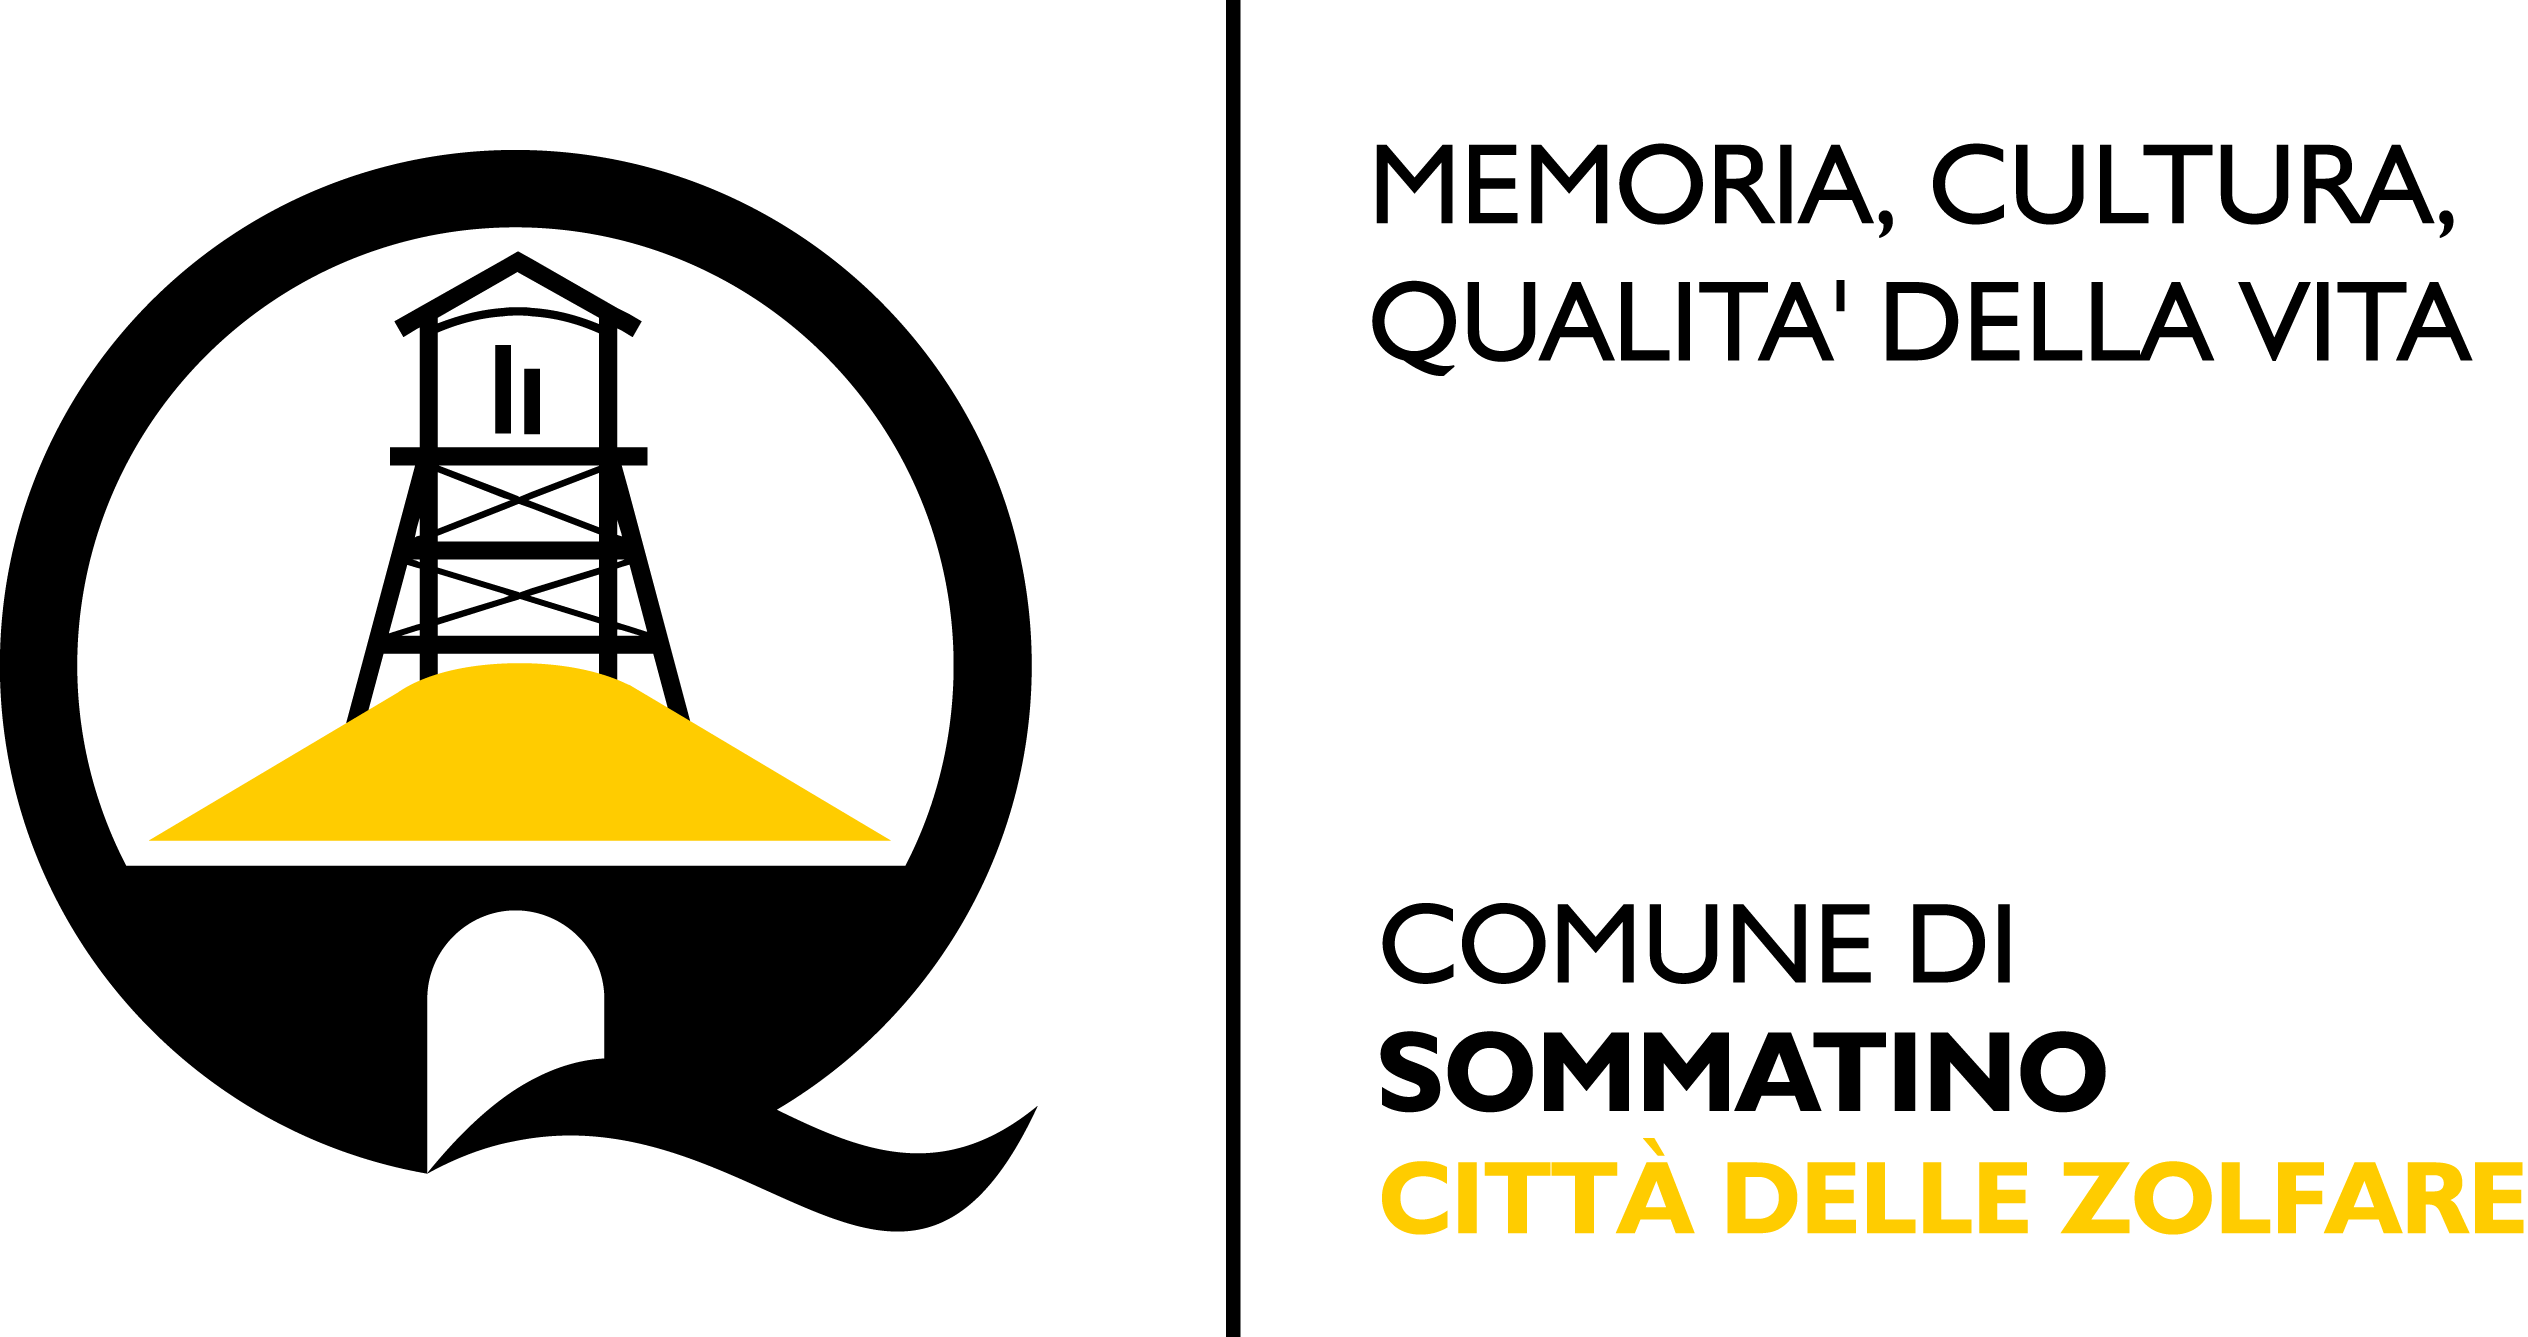 MEMORIA, CULTURA,
QUALITA' DELLA VITA
COMUNE DI
SOMMATINO
CITTÀ DELLE ZOLFARE